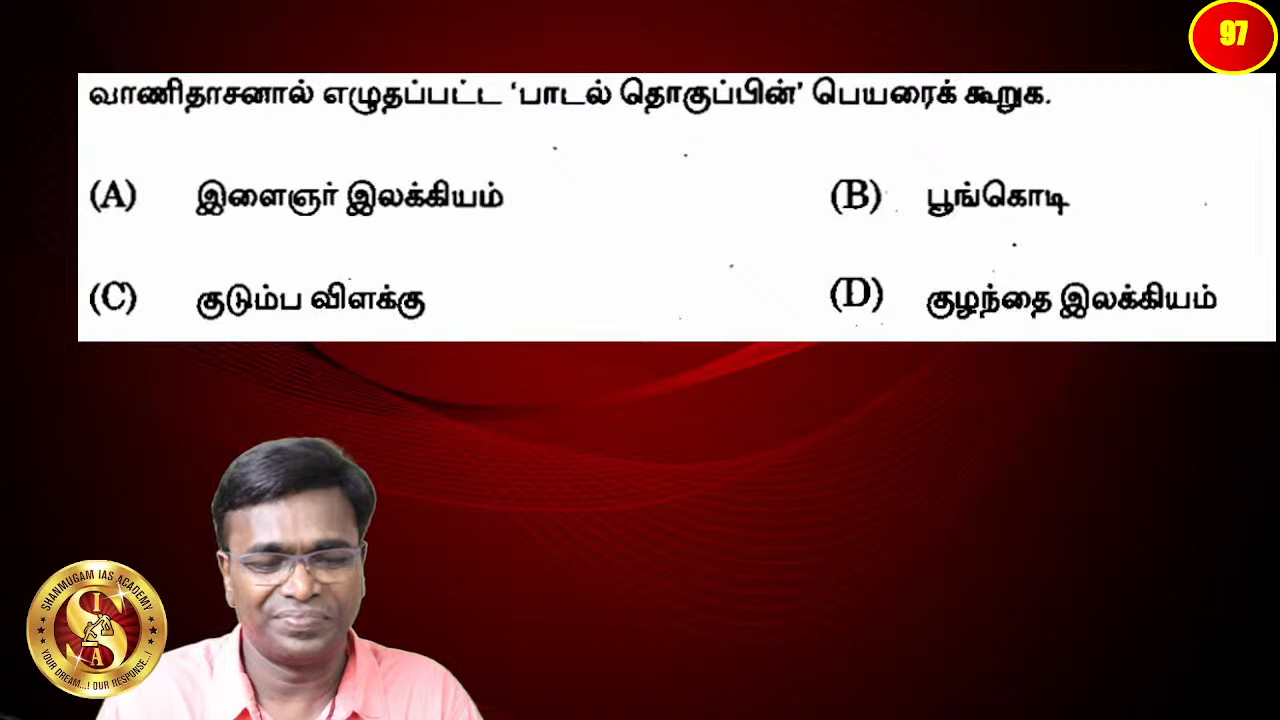 97
வாணிதாசனால் எழுதப்பட்ட ‘பாடல் தொகுப்பின்’ பெயரைக் கூறுக.
(A) இளைஞர் இலக்கியம் (B) பூங்கொடி
(C) குடும்ப விளக்கு (D) குழந்தை இலக்கியம்
SHANMUGAM IAS ACADEMY
S I A
YOUR DREAM...! OUR RESPONSE...!